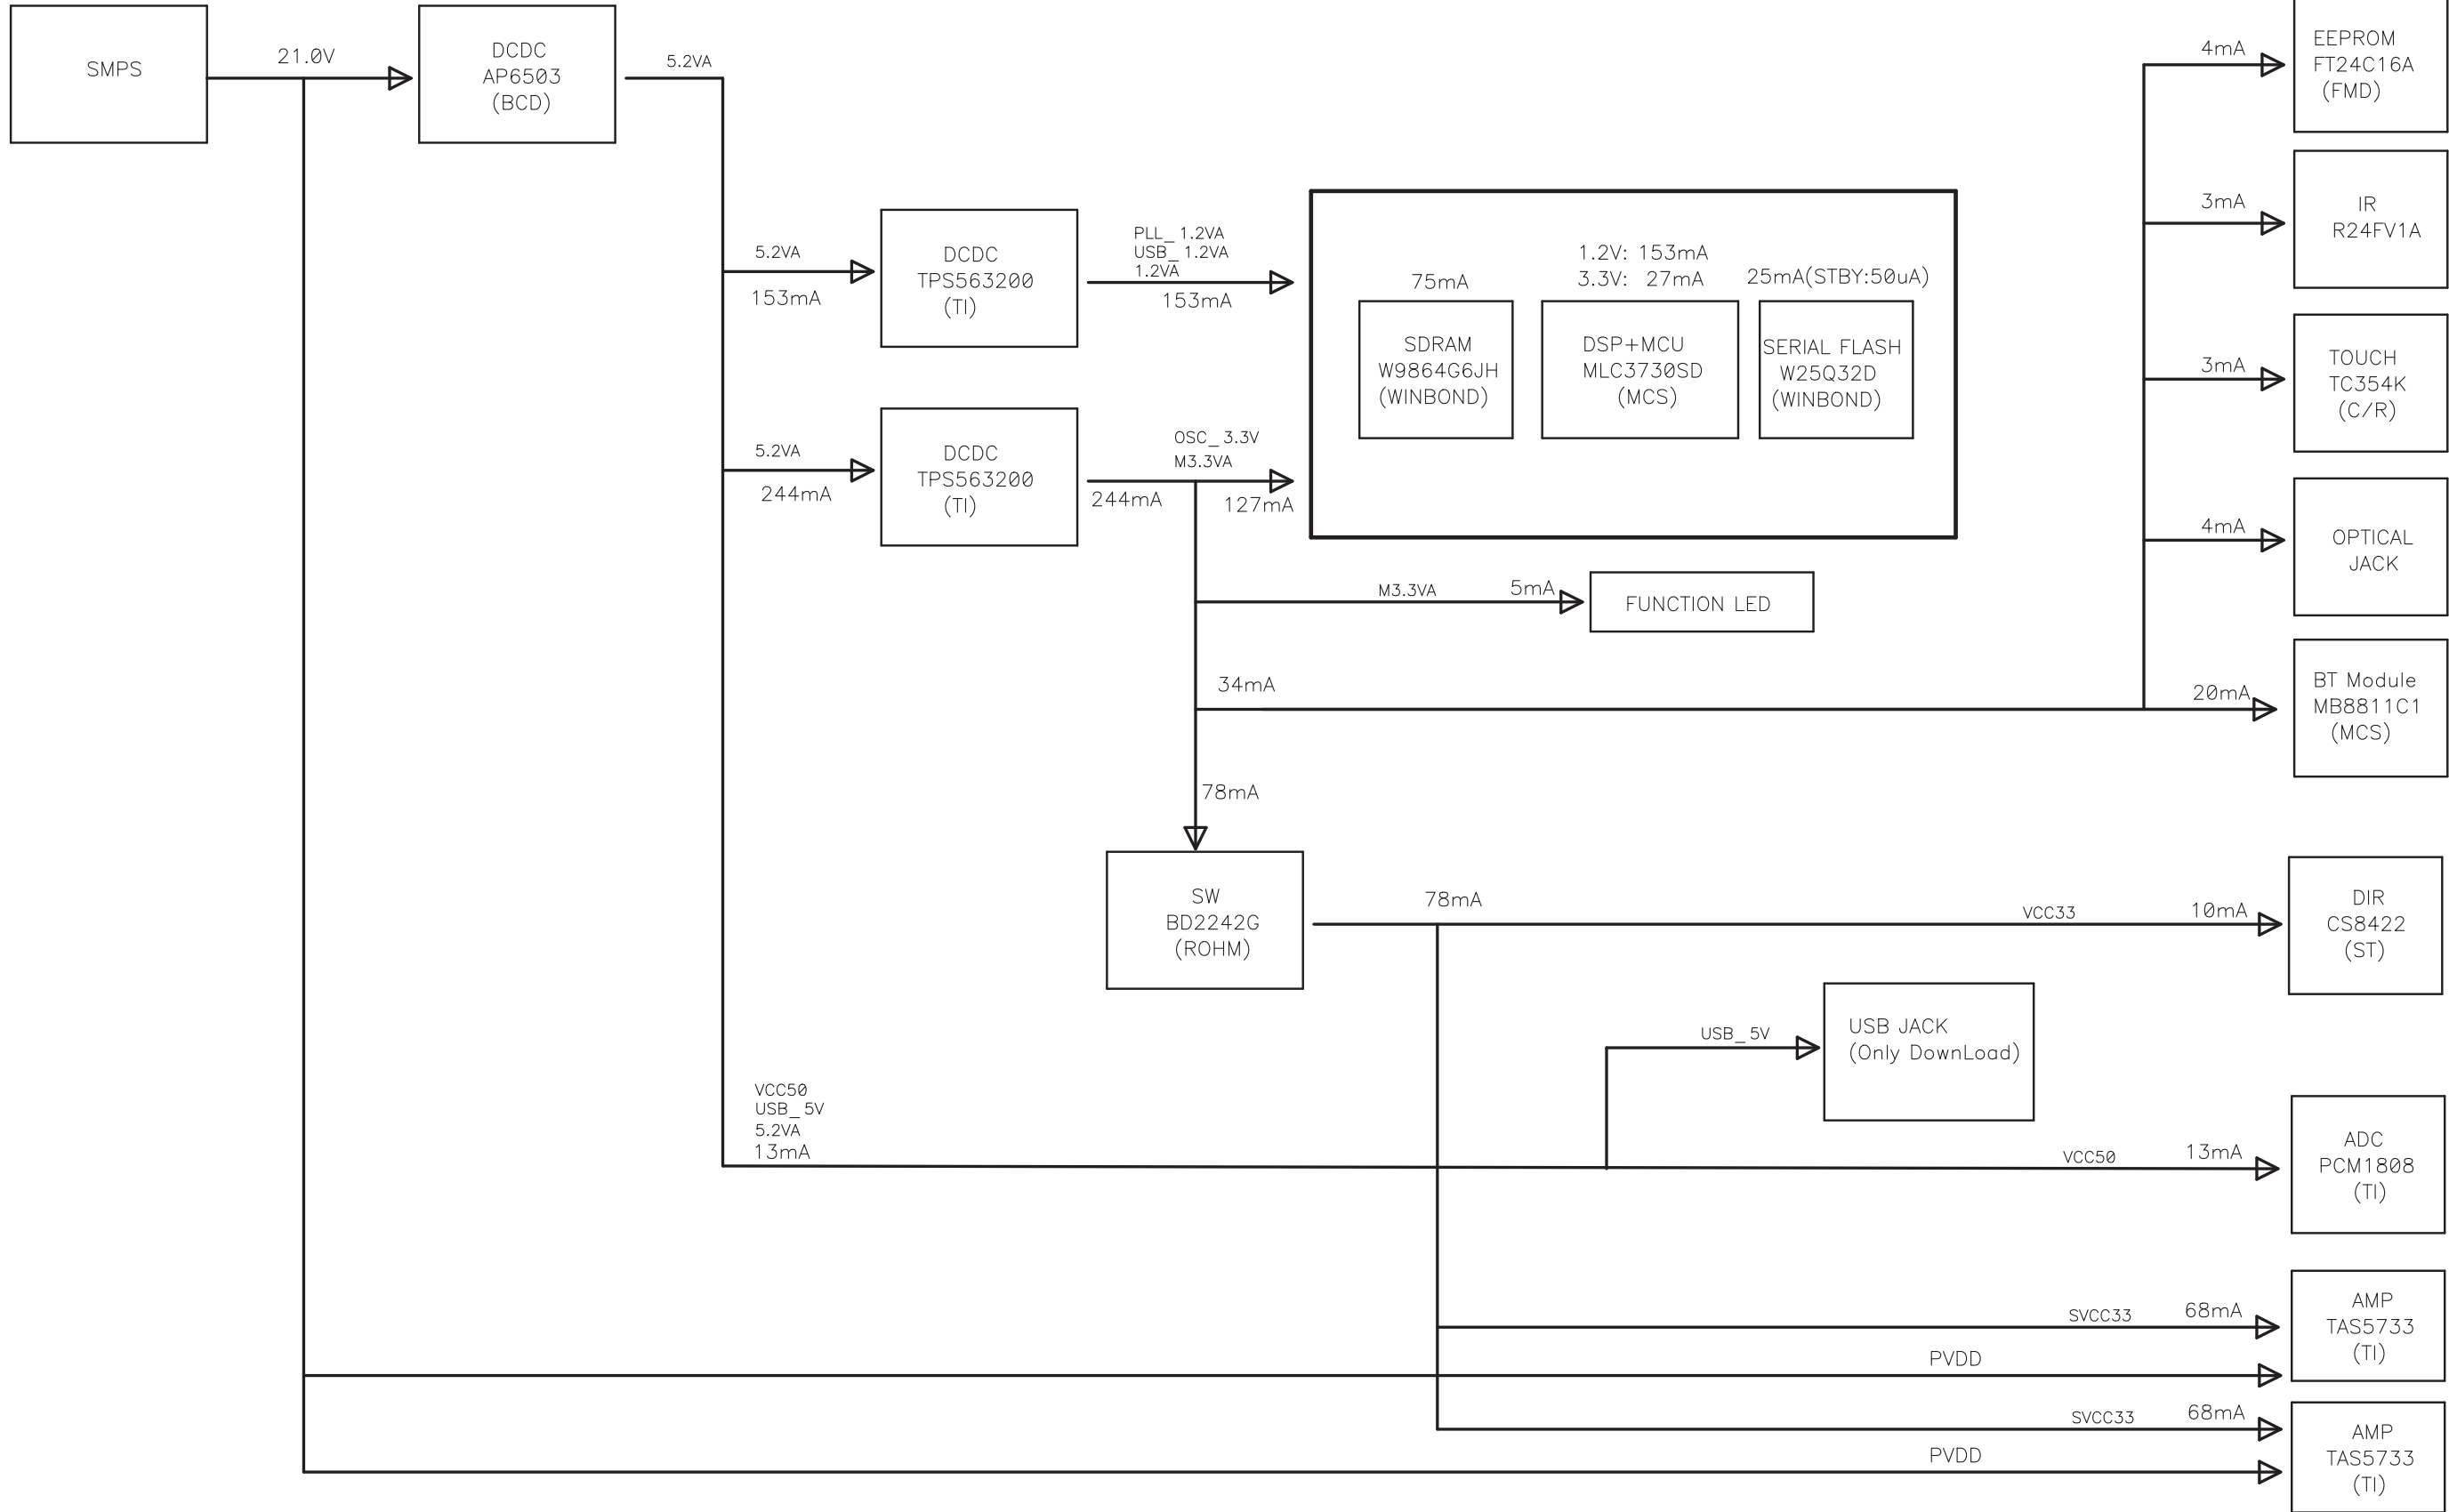 SMPS
21.0V
DCDC
AP6503
(BCD)
5.2VA
4mA
EEPROM
FT24C16A
(FMD)
3mA
IR
R24FV1A
5.2VA
153mA
DCDC
TPS563200
(TI)
PLL_1.2VA
USB_1.2VA
1.2VA
153mA
75mA
SDRAM
W9864G6JH
(WINBOND)
1.2V: 153mA
3.3V: 27mA
DSP+MCU
MLC3730SD
(MCS)
25mA(STBY:50uA)
SERIAL FLASH
W25Q32D
(WINBOND)
3mA
TOUCH
TC354K
(C/R)
5.2VA
244mA
DCDC
TPS563200
(TI)
OSC_3.3V
M3.3VA
244mA
127mA
4mA
OPTICAL
JACK
M3.3VA
5mA
FUNCTION LED
34mA
20mA
BT Module
MB8811C1
(MCS)
78mA
SW
BD2242G
(ROHM)
78mA
VCC33
10mA
DIR
CS8422
(ST)
USB_5V
USB JACK
(Only DownLoad)
VCC50
USB_5V
5.2VA
13mA
VCC50
13mA
ADC
PCM1808
(TI)
SVCC33
68mA
PVDD
AMP
TAS5733
(TI)
SVCC33
68mA
PVDD
AMP
TAS5733
(TI)